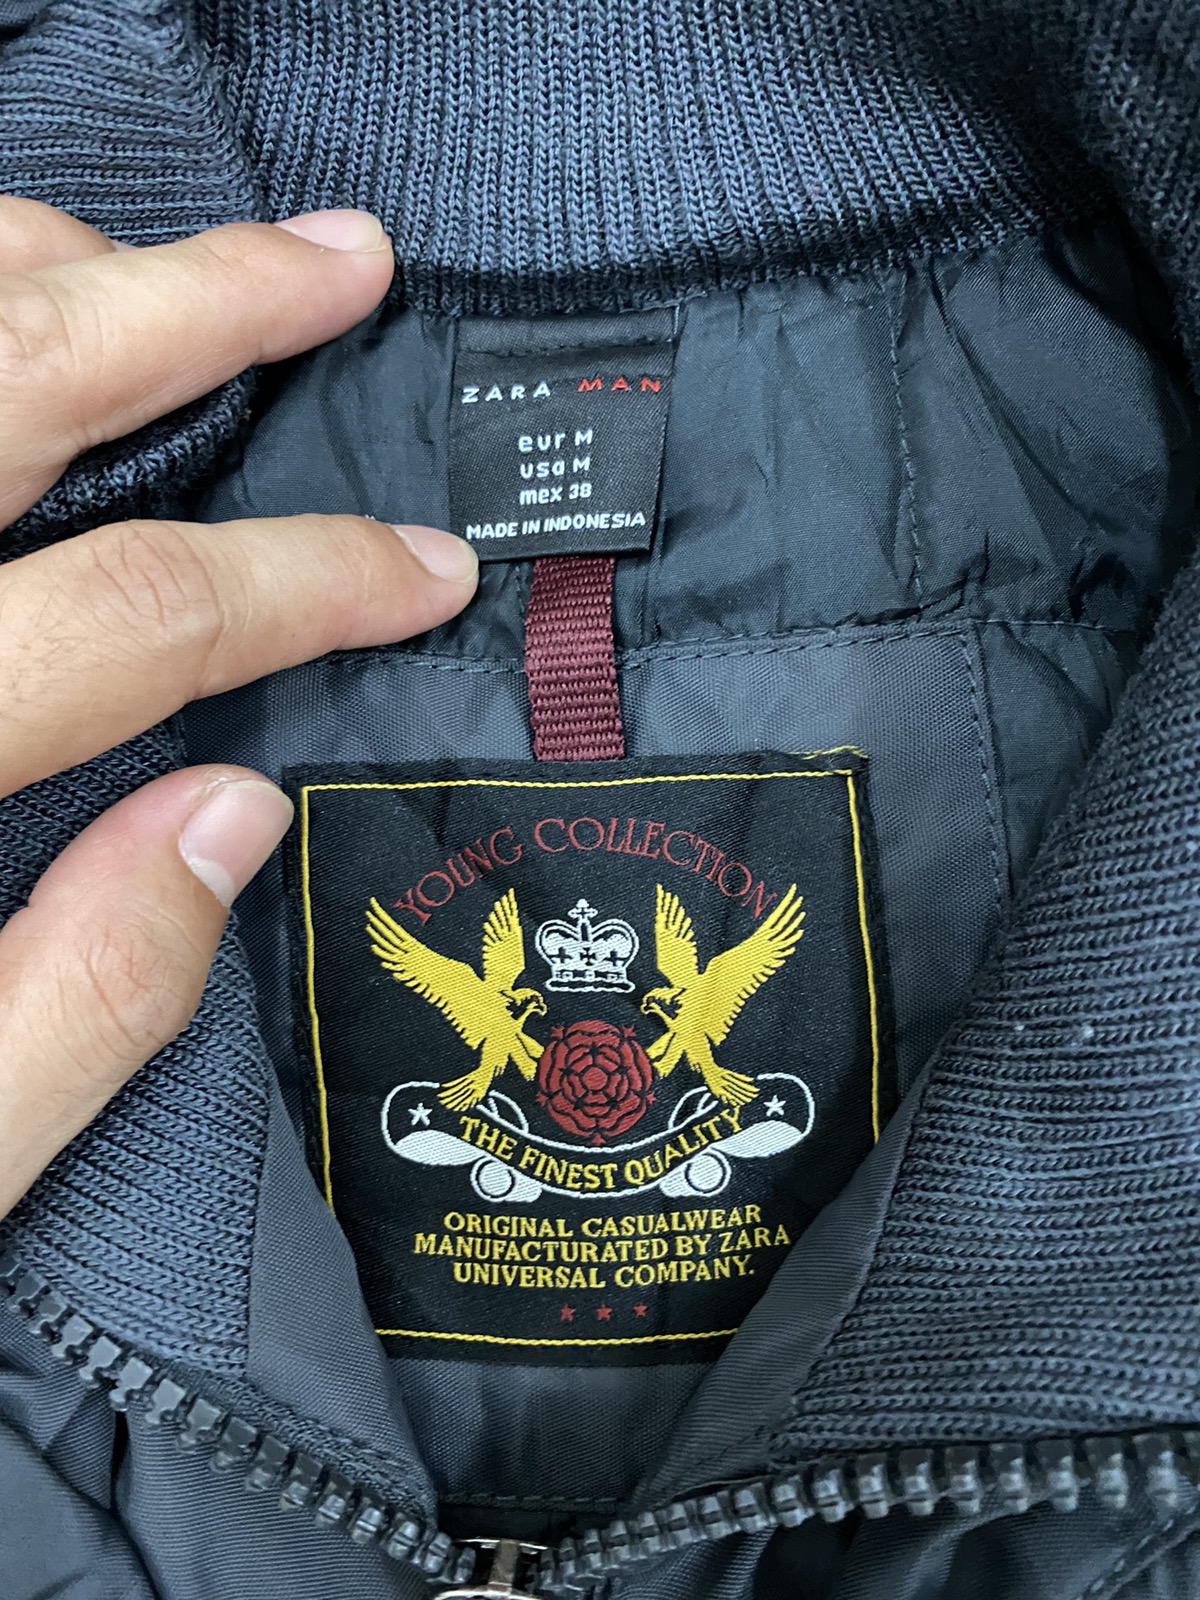 ZARA MAN
eur M
usa M
mex 38
MADE IN INDONESIA
YOUNG COLLECTION
THE FINEST QUALITY
ORIGINAL CASUALWEAR
MANUFACTURATED BY ZARA
UNIVERSAL COMPANY.